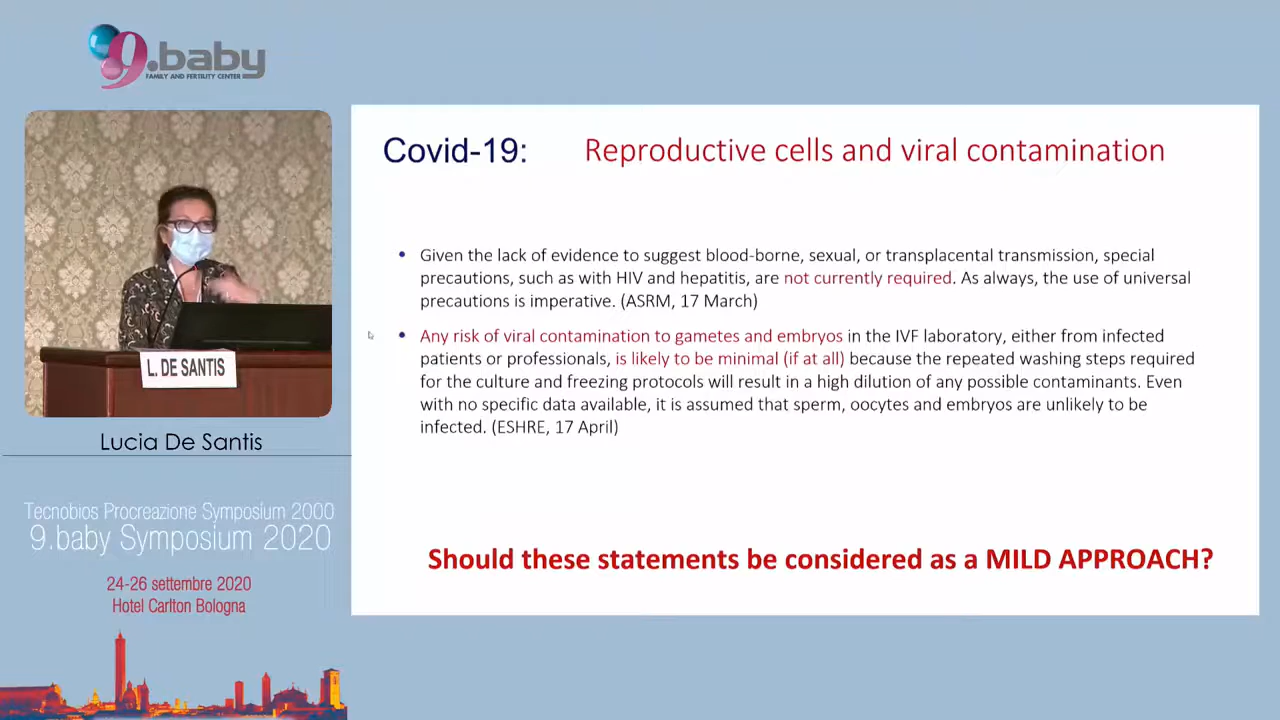 9.baby
FAMILY AND FERTILITY CENTER
L. DE SANTIS
Lucia De Santis
Tecnobios Procreazione Symposium 2000
9.baby Symposium 2020
24-26 settembre 2020
Hotel Carlton Bologna
Covid-19: Reproductive cells and viral contamination
• Given the lack of evidence to suggest blood-borne, sexual, or transplacental transmission, special
precautions, such as with HIV and hepatitis, are not currently required. As always, the use of universal
precautions is imperative. (ASRM, 17 March)
• Any risk of viral contamination to gametes and embryos in the IVF laboratory, either from infected
patients or professionals, is likely to be minimal (if at all) because the repeated washing steps required
for the culture and freezing protocols will result in a high dilution of any possible contaminants. Even
with no specific data available, it is assumed that sperm, oocytes and embryos are unlikely to be
infected. (ESHRE, 17 April)
Should these statements be considered as a MILD APPROACH?